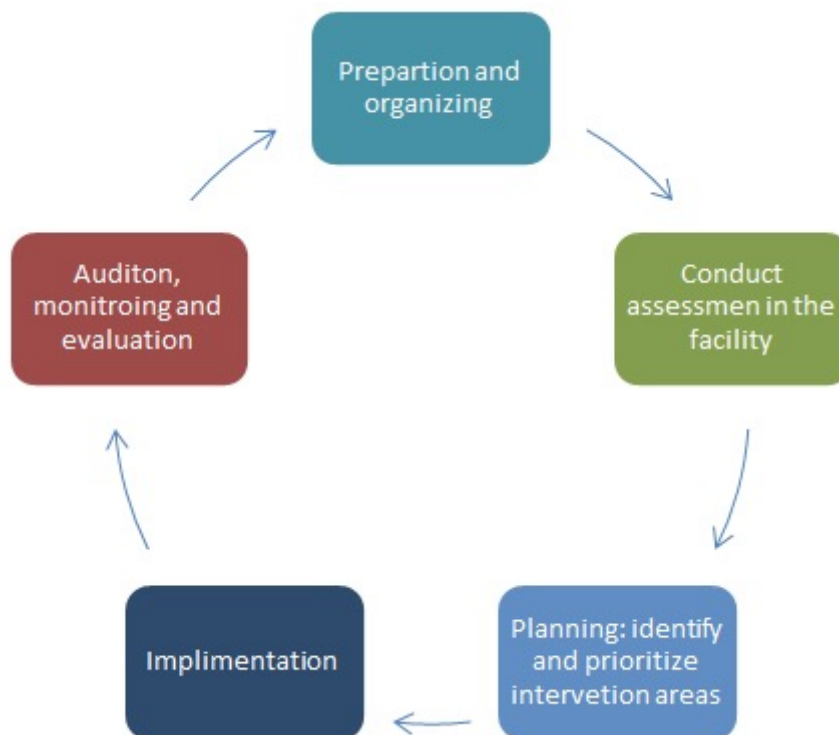 Prepartion and
organizing
Conduct
assessmen in the
facility
Planning: identify
and prioritize
intervetion areas
Implimentation
Auditon,
monitroing and
evaluation